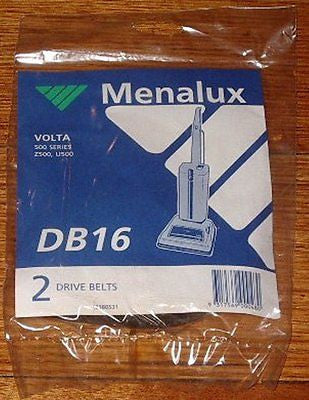 Menalux
VOLTA
500 SERIES
Z500, U500
DB16
2 DRIVE BELTS